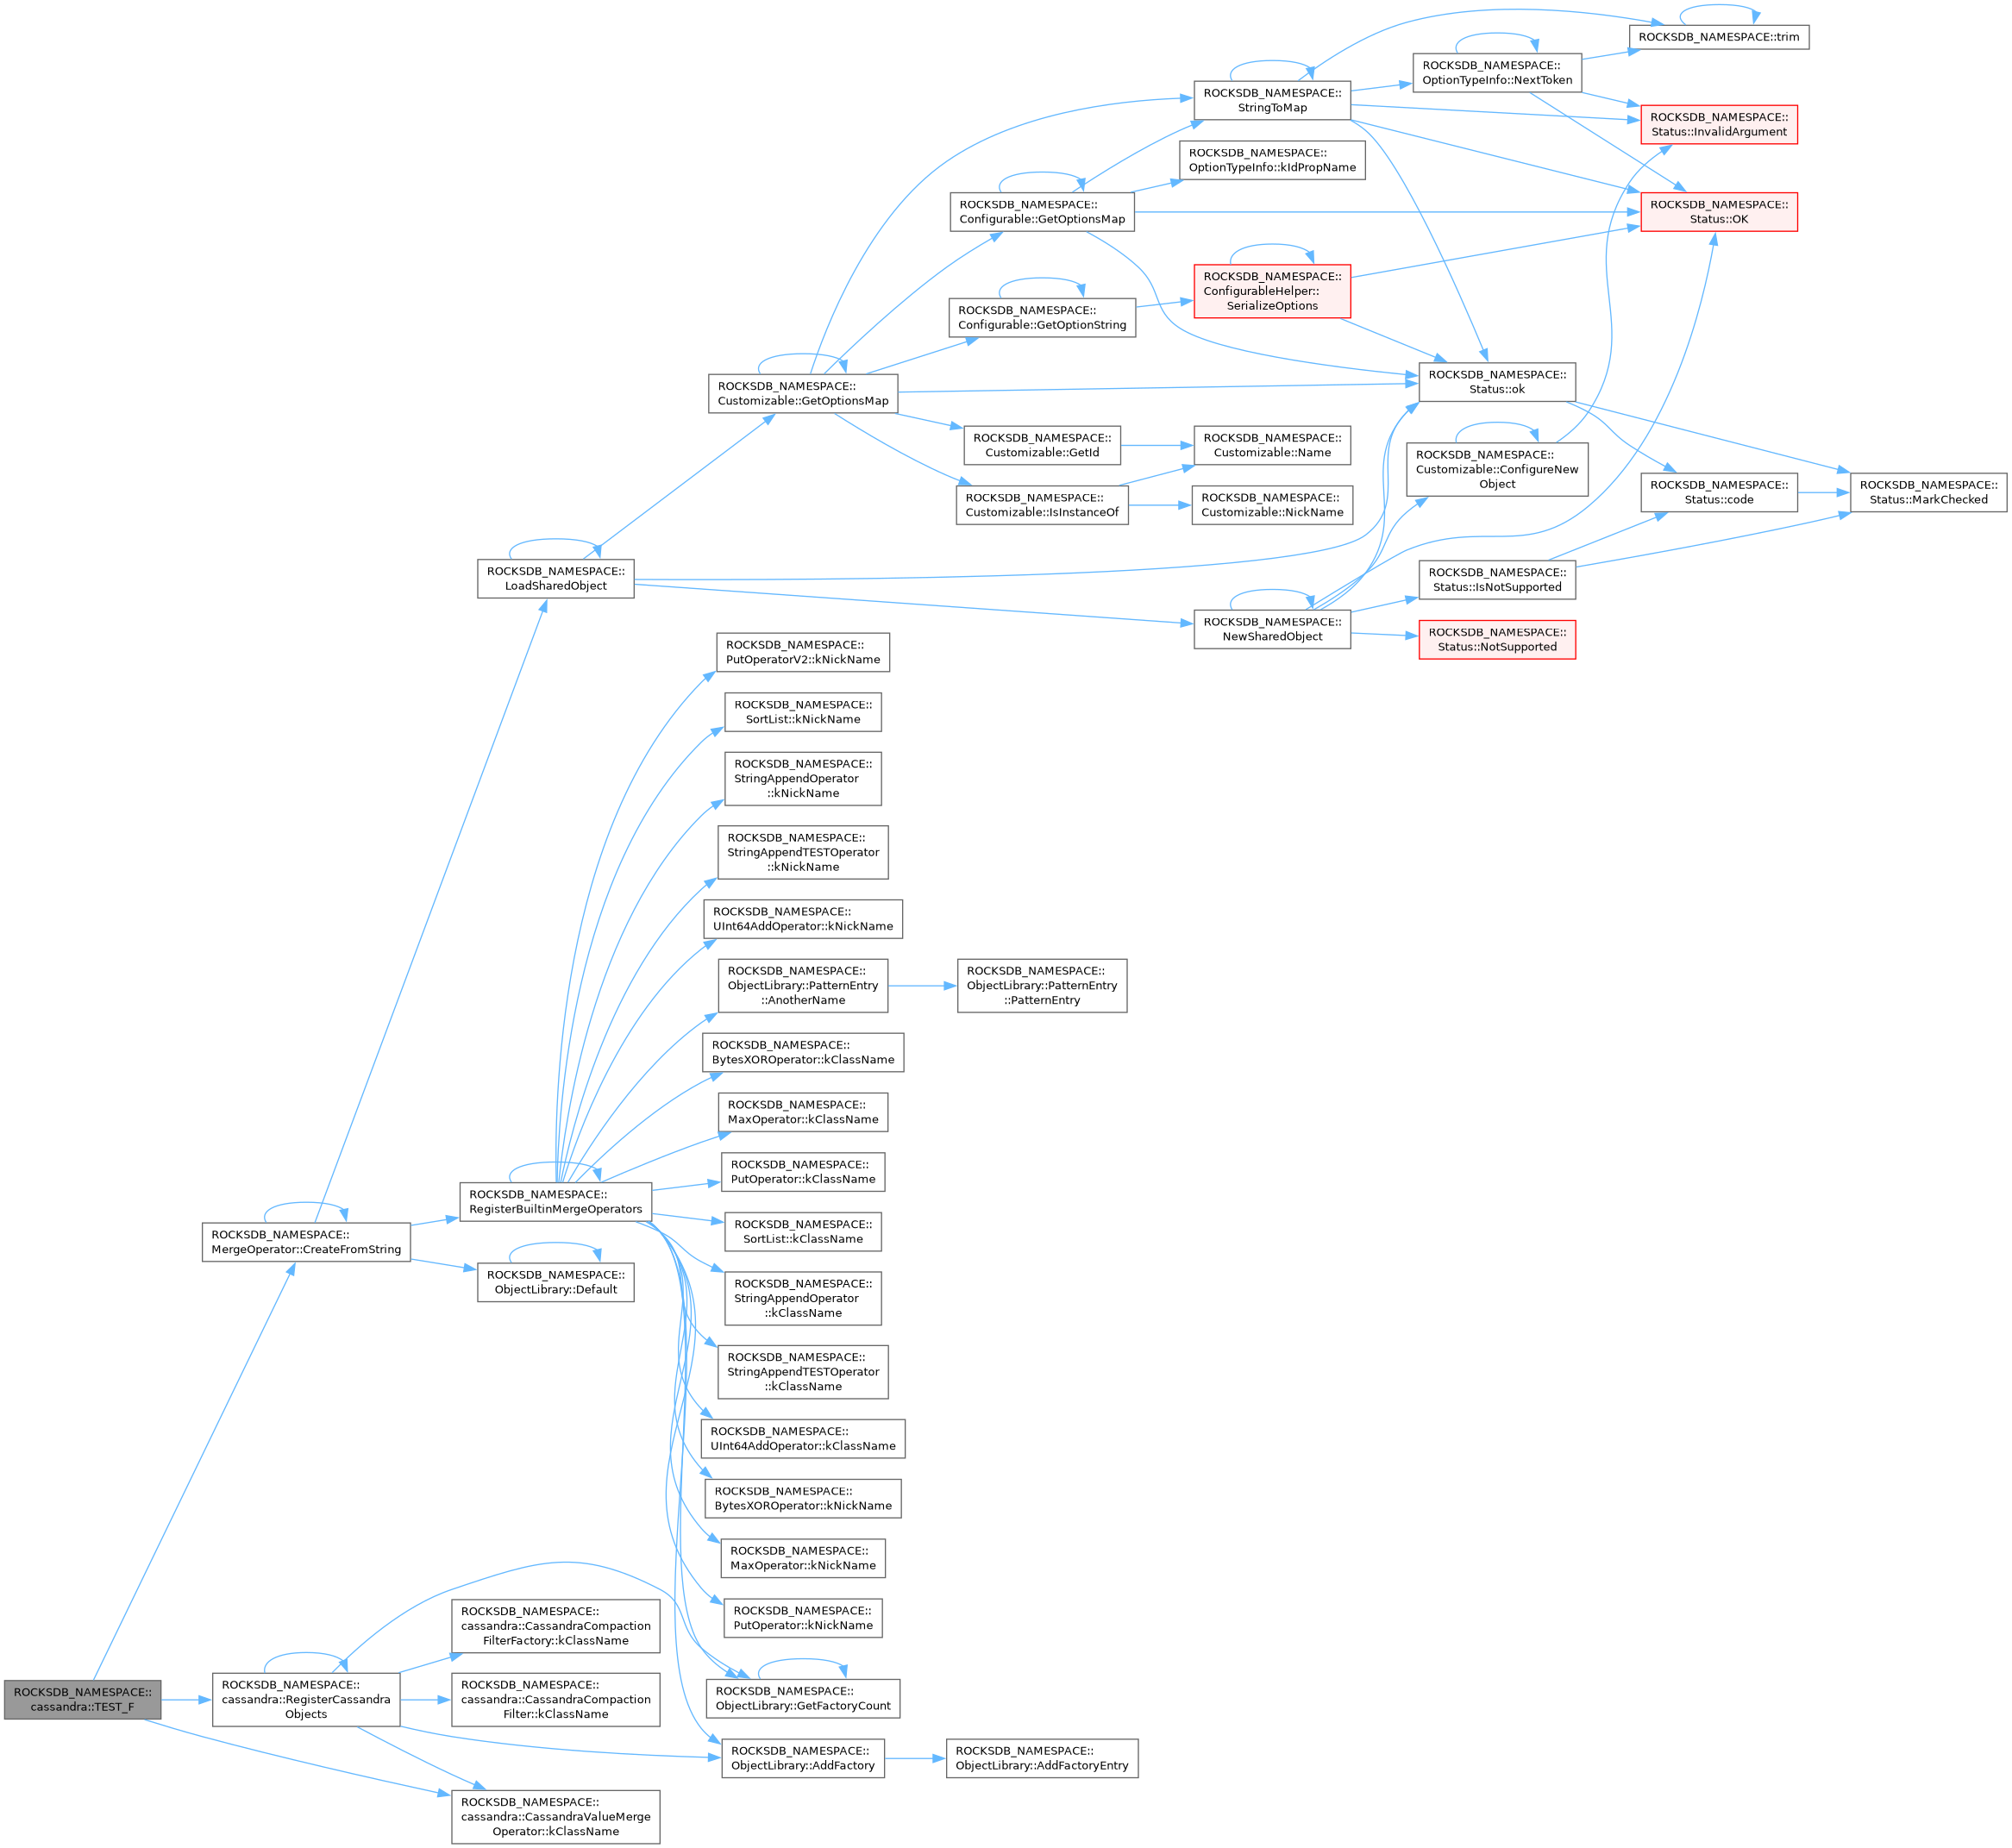 ROCKSDB_NAMESPACE::
trim
ROCKSDB_NAMESPACE::
OptionTypeInfo::NextToken
ROCKSDB_NAMESPACE::
StringToMap
ROCKSDB_NAMESPACE::
Status::InvalidArgument
ROCKSDB_NAMESPACE::
OptionTypeInfo::kIdPropName
ROCKSDB_NAMESPACE::
Configurable::GetOptionsMap
ROCKSDB_NAMESPACE::
Status::OK
ROCKSDB_NAMESPACE::
ConfigurableHelper::
SerializeOptions
ROCKSDB_NAMESPACE::
Configurable::GetOptionString
ROCKSDB_NAMESPACE::
Customizable::GetOptionsMap
ROCKSDB_NAMESPACE::
Status::ok
ROCKSDB_NAMESPACE::
Customizable::GetId
ROCKSDB_NAMESPACE::
Customizable::Name
ROCKSDB_NAMESPACE::
Customizable::ConfigureNew
Object
ROCKSDB_NAMESPACE::
Customizable::IsInstanceOf
ROCKSDB_NAMESPACE::
Customizable::NickName
ROCKSDB_NAMESPACE::
Status::code
ROCKSDB_NAMESPACE::
Status::MarkChecked
ROCKSDB_NAMESPACE::
LoadSharedObject
ROCKSDB_NAMESPACE::
Status::IsNotSupported
ROCKSDB_NAMESPACE::
NewSharedObject
ROCKSDB_NAMESPACE::
Status::NotSupported
ROCKSDB_NAMESPACE::
PutOperatorV2::kNickName
ROCKSDB_NAMESPACE::
SortList::kNickName
ROCKSDB_NAMESPACE::
StringAppendOperator
::kNickName
ROCKSDB_NAMESPACE::
StringAppendTESTOperator
::kNickName
ROCKSDB_NAMESPACE::
UInt64AddOperator::kNickName
ROCKSDB_NAMESPACE::
ObjectLibrary::PatternEntry
::AnotherName
ROCKSDB_NAMESPACE::
ObjectLibrary::PatternEntry
::PatternEntry
ROCKSDB_NAMESPACE::
BytesXOROperator::kClassName
ROCKSDB_NAMESPACE::
MaxOperator::kClassName
ROCKSDB_NAMESPACE::
PutOperator::kClassName
ROCKSDB_NAMESPACE::
RegisterBuiltinMergeOperators
ROCKSDB_NAMESPACE::
SortList::kClassName
ROCKSDB_NAMESPACE::
MergeOperator::CreateFromString
ROCKSDB_NAMESPACE::
ObjectLibrary::Default
ROCKSDB_NAMESPACE::
StringAppendOperator
::kClassName
ROCKSDB_NAMESPACE::
StringAppendTESTOperator
::kClassName
ROCKSDB_NAMESPACE::
UInt64AddOperator::kClassName
ROCKSDB_NAMESPACE::
BytesXOROperator::kNickName
ROCKSDB_NAMESPACE::
MaxOperator::kNickName
ROCKSDB_NAMESPACE::
PutOperator::kNickName
ROCKSDB_NAMESPACE::
cassandra::CassandraCompaction
FilterFactory::kClassName
ROCKSDB_NAMESPACE::
cassandra::TEST_F
ROCKSDB_NAMESPACE::
cassandra::RegisterCassandra
Objects
ROCKSDB_NAMESPACE::
cassandra::CassandraCompaction
Filter::kClassName
ROCKSDB_NAMESPACE::
ObjectLibrary::GetFactoryCount
ROCKSDB_NAMESPACE::
ObjectLibrary::AddFactory
ROCKSDB_NAMESPACE::
ObjectLibrary::AddFactoryEntry
ROCKSDB_NAMESPACE::
cassandra::CassandraValueMerge
Operator::kClassName